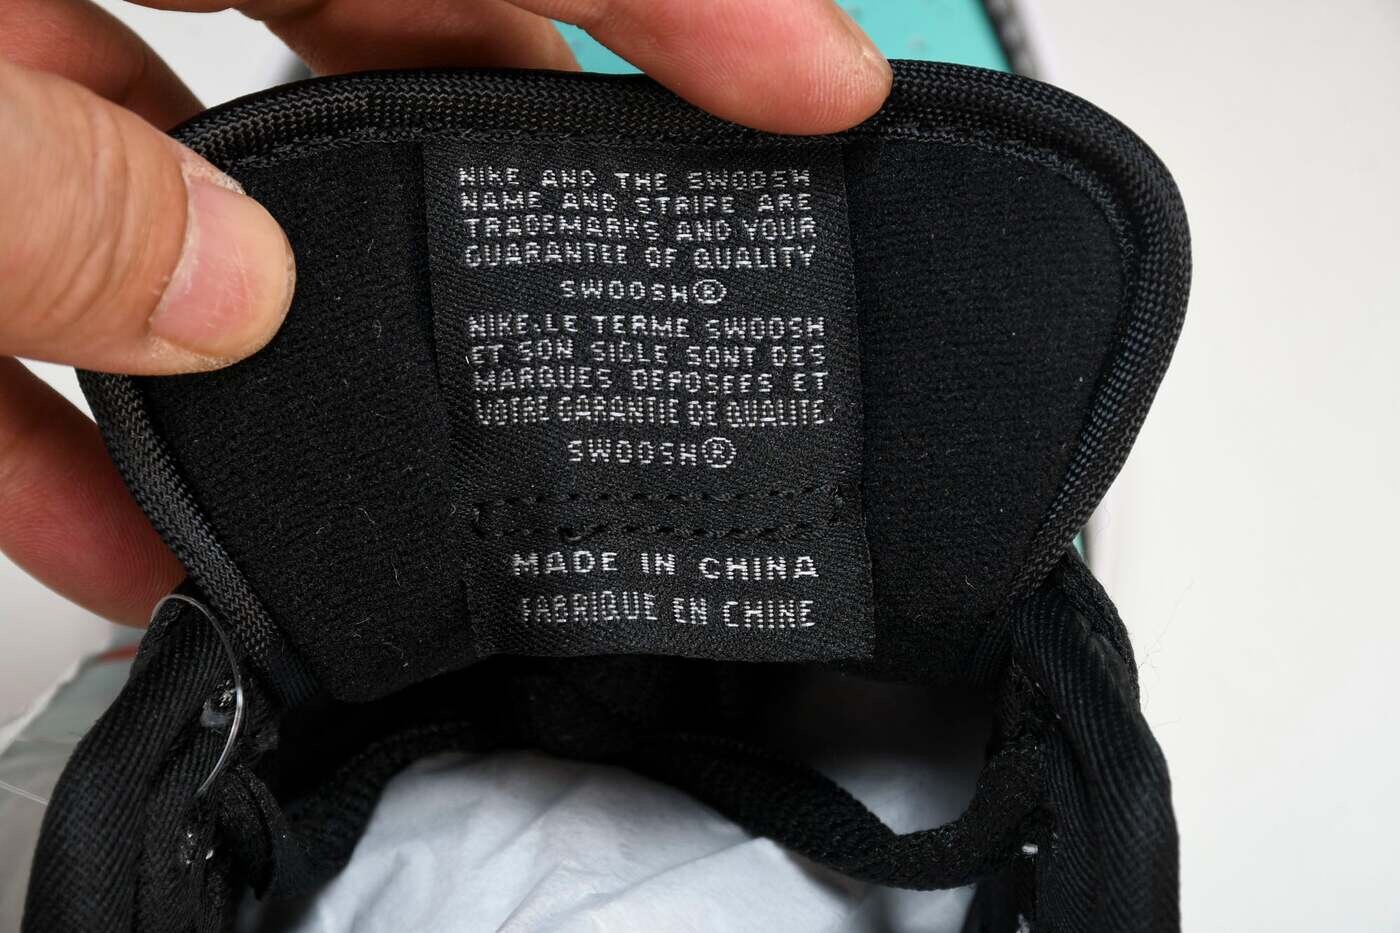 NIKE AND THE SWOOSH
NAME AND STRIPE ARE
TRADEMARKS AND YOUR
GUARANTEE OF QUALITY
SWOOSH®
NIKE·LE TERME SWOOSH
ET SON SIGLE SONT DES
MARQUES DEPOSEES ET
VOTRE GARANTIE DE QUALITE
SWOOSH®
MADE IN CHINA
FABRIQUE EN CHINE